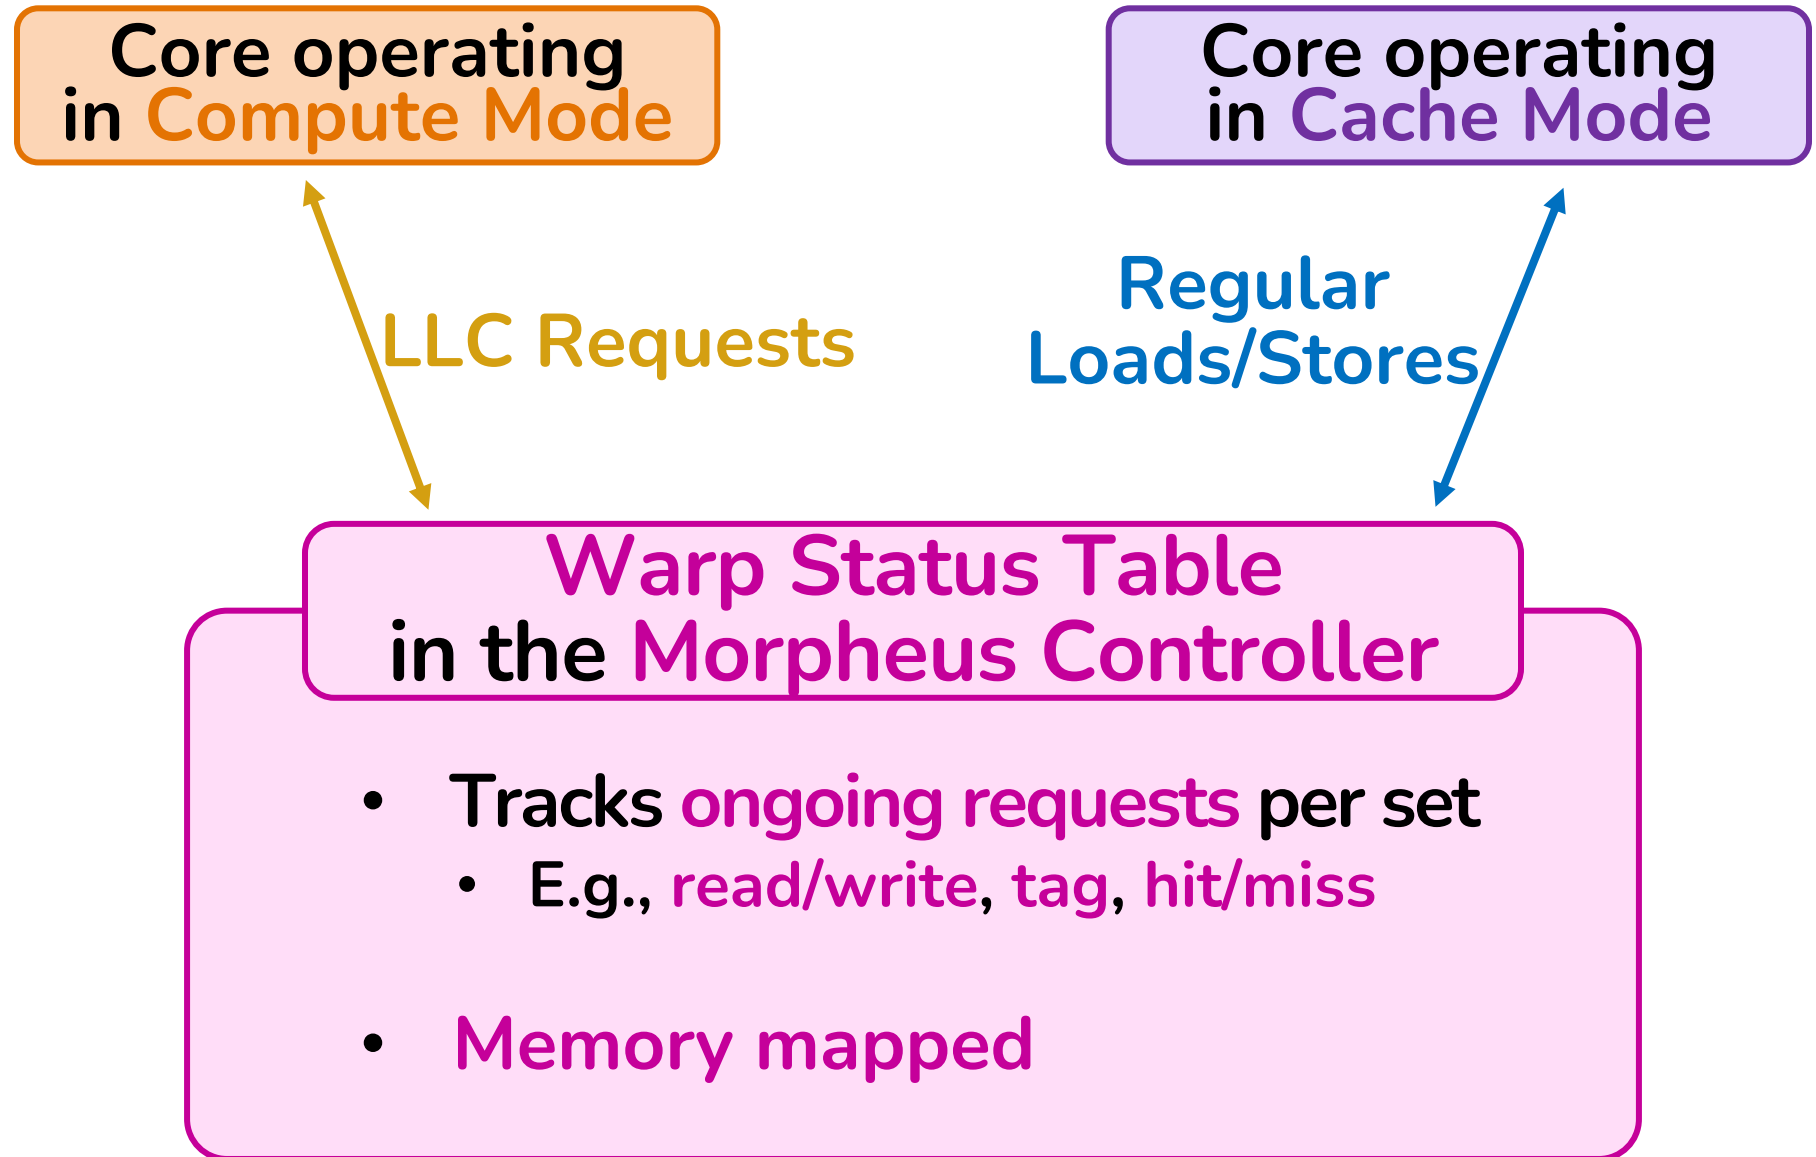 Core operating
in Compute Mode
Core operating
in Cache Mode
LLC Requests
Regular
Loads/Stores
Warp Status Table
in the Morpheus Controller
• Tracks ongoing requests per set
• E.g., read/write, tag, hit/miss
• Memory mapped